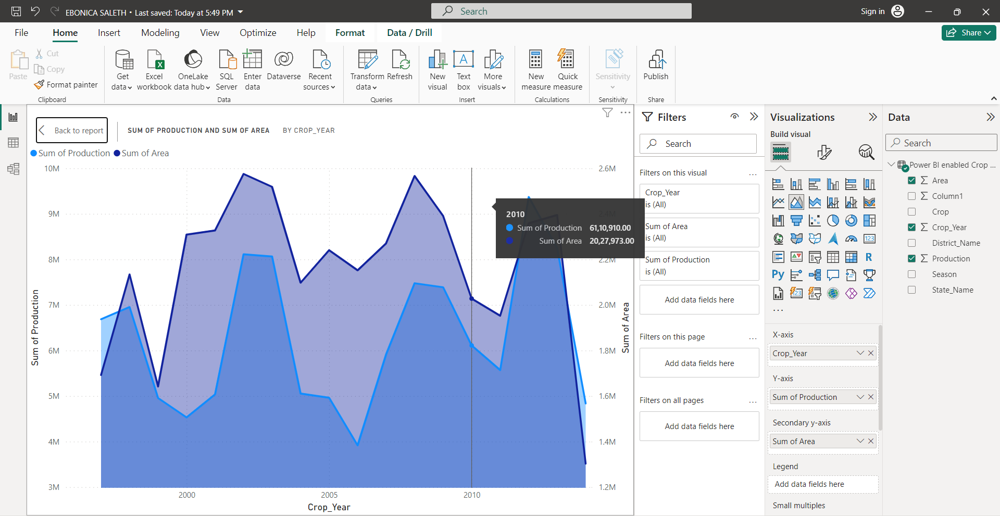 EBONICA SALETH • Last saved: Today at 5:49 PM
Search
Sign in
File Home Insert Modeling View Optimize Help Format Data / Drill
Share
Paste
Cut
Copy
Format painter
Clipboard
Get data
Excel workbook
OneLake data hub
SQL Server
Enter data
Dataverse
Recent sources
Data
Transform data
Refresh
Queries
New visual
Text box
More visuals
Insert
New measure
Quick measure
Calculations
Sensitivity
Sensitivity
Publish
Share
Back to report
SUM OF PRODUCTION AND SUM OF AREA BY CROP_YEAR
Sum of Production Sum of Area
10M
9M
8M
7M
6M
5M
4M
3M
Sum of Production
2000 2005 2010
Crop_Year
2.6M
2.4M
2.2M
2.0M
1.8M
1.6M
1.4M
1.2M
Sum of Area
2010
Sum of Production 61,10,910.00
Sum of Area 20,27,973.00
Filters
Search
Filters on this visual
...
Crop_Year
is (All)
Sum of Area
is (All)
Sum of Production
is (All)
Add data fields here
Filters on this page
...
Add data fields here
Filters on all pages
...
Add data fields here
Visualizations
Build visual
123
R
Py
123
...
X-axis
Crop_Year
Y-axis
Sum of Production
Secondary y-axis
Sum of Area
Legend
Add data fields here
Small multiples
Data
Search
Power BI enabled Crop ...
Σ Area
Σ Column1
Crop
Σ Crop_Year
District_Name
Σ Production
Season
State_Name